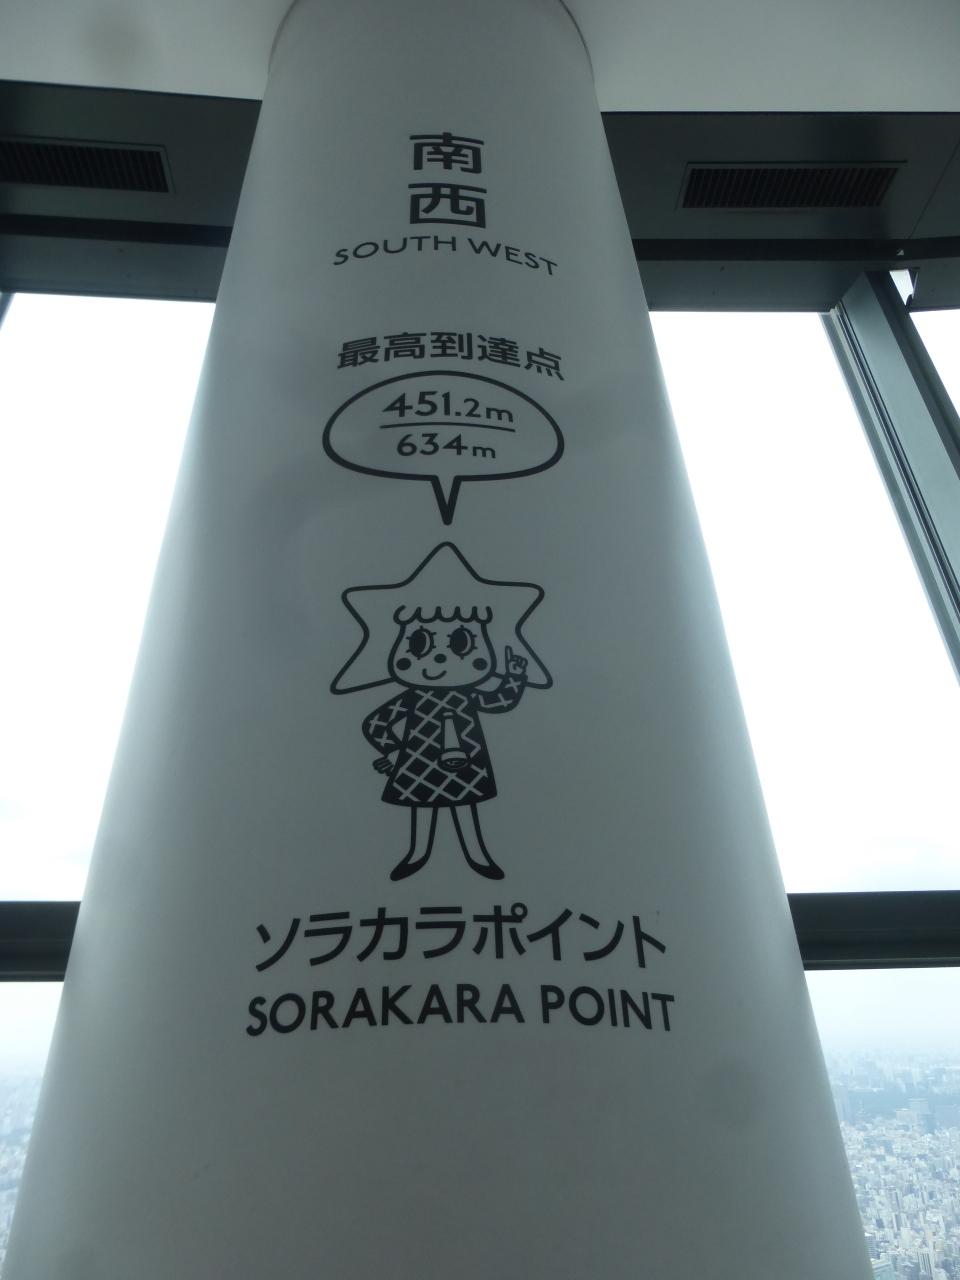 南
西
SOUTH WEST
最高到達点
451.2m
634m
ソラカラポイント
SORAKARA POINT